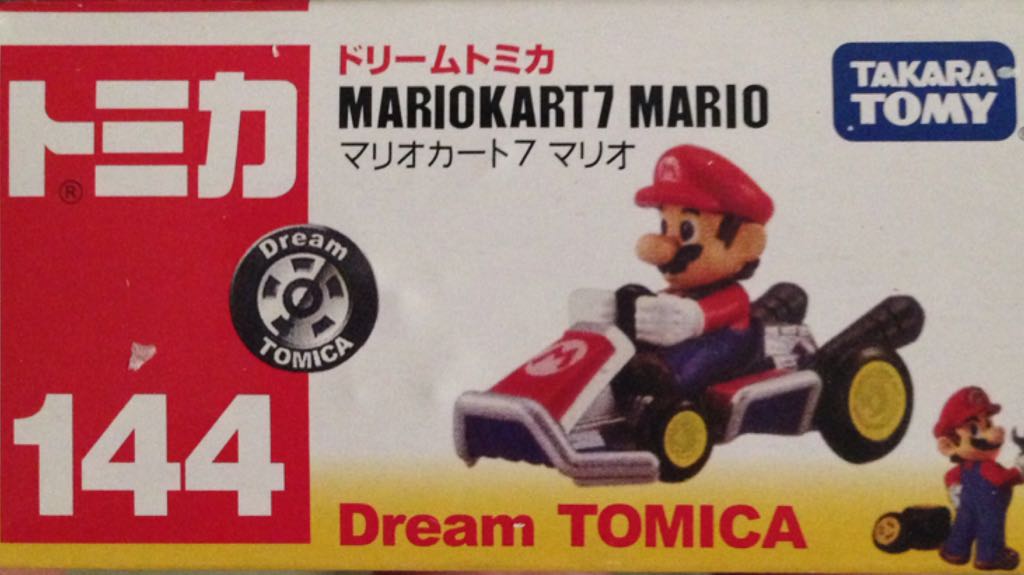 トミカ
®
144
Dream
TOMICA
ドリームトミカ
MARIOKART7 MARIO
マリオカート7 マリオ
TAKARA
TOMY
M
M
Dream TOMICA